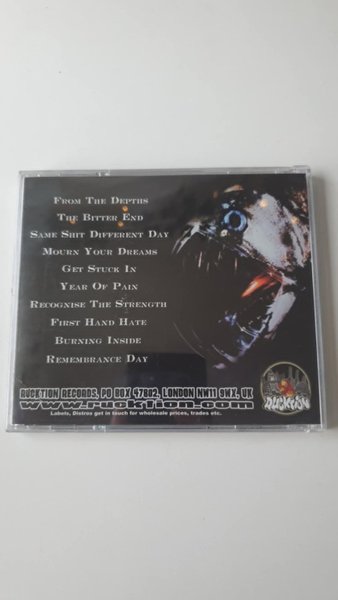 From The Depths
The Bitter End
Same Shit Different Day
Mourn Your Dreams
Get Stuck In
Year Of Pain
Recognise The Strength
First Hand Hate
Burning Inside
Remembrance Day
RUCKTION RECORDS, PO BOX 47802, LONDON NW11 9WX, UK
www.rucktion.com
Labels, Distros get in touch for wholesale prices, trades etc.
RUCKTION